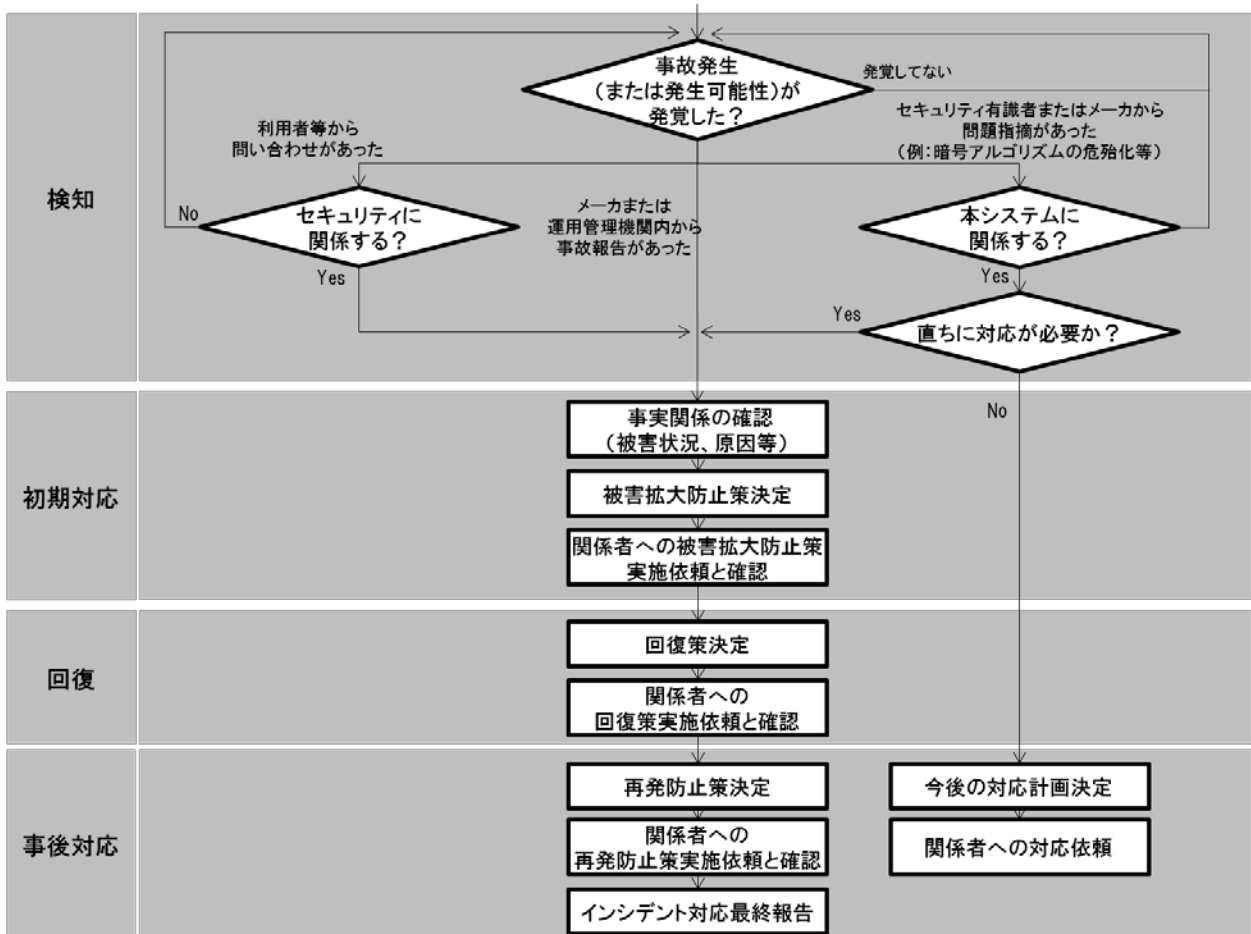 検知
事故発生
（または発生可能性）が
発覚した？
発覚してない
利用者等から
問い合わせがあった
セキュリティ有識者またはメーカから
問題指摘があった
（例：暗号アルゴリズムの危殆化等）
No
セキュリティに
関係する？
Yes
メーカまたは
運用管理機関内から
事故報告があった
本システムに
関係する？
Yes
Yes
直ちに対応が必要か？
No
初期対応
事実関係の確認
（被害状況、原因等）
被害拡大防止策決定
関係者への被害拡大防止策
実施依頼と確認
回復
回復策決定
関係者への
回復策実施依頼と確認
事後対応
再発防止策決定
関係者への
再発防止策実施依頼と確認
インシデント対応最終報告
今後の対応計画決定
関係者への対応依頼